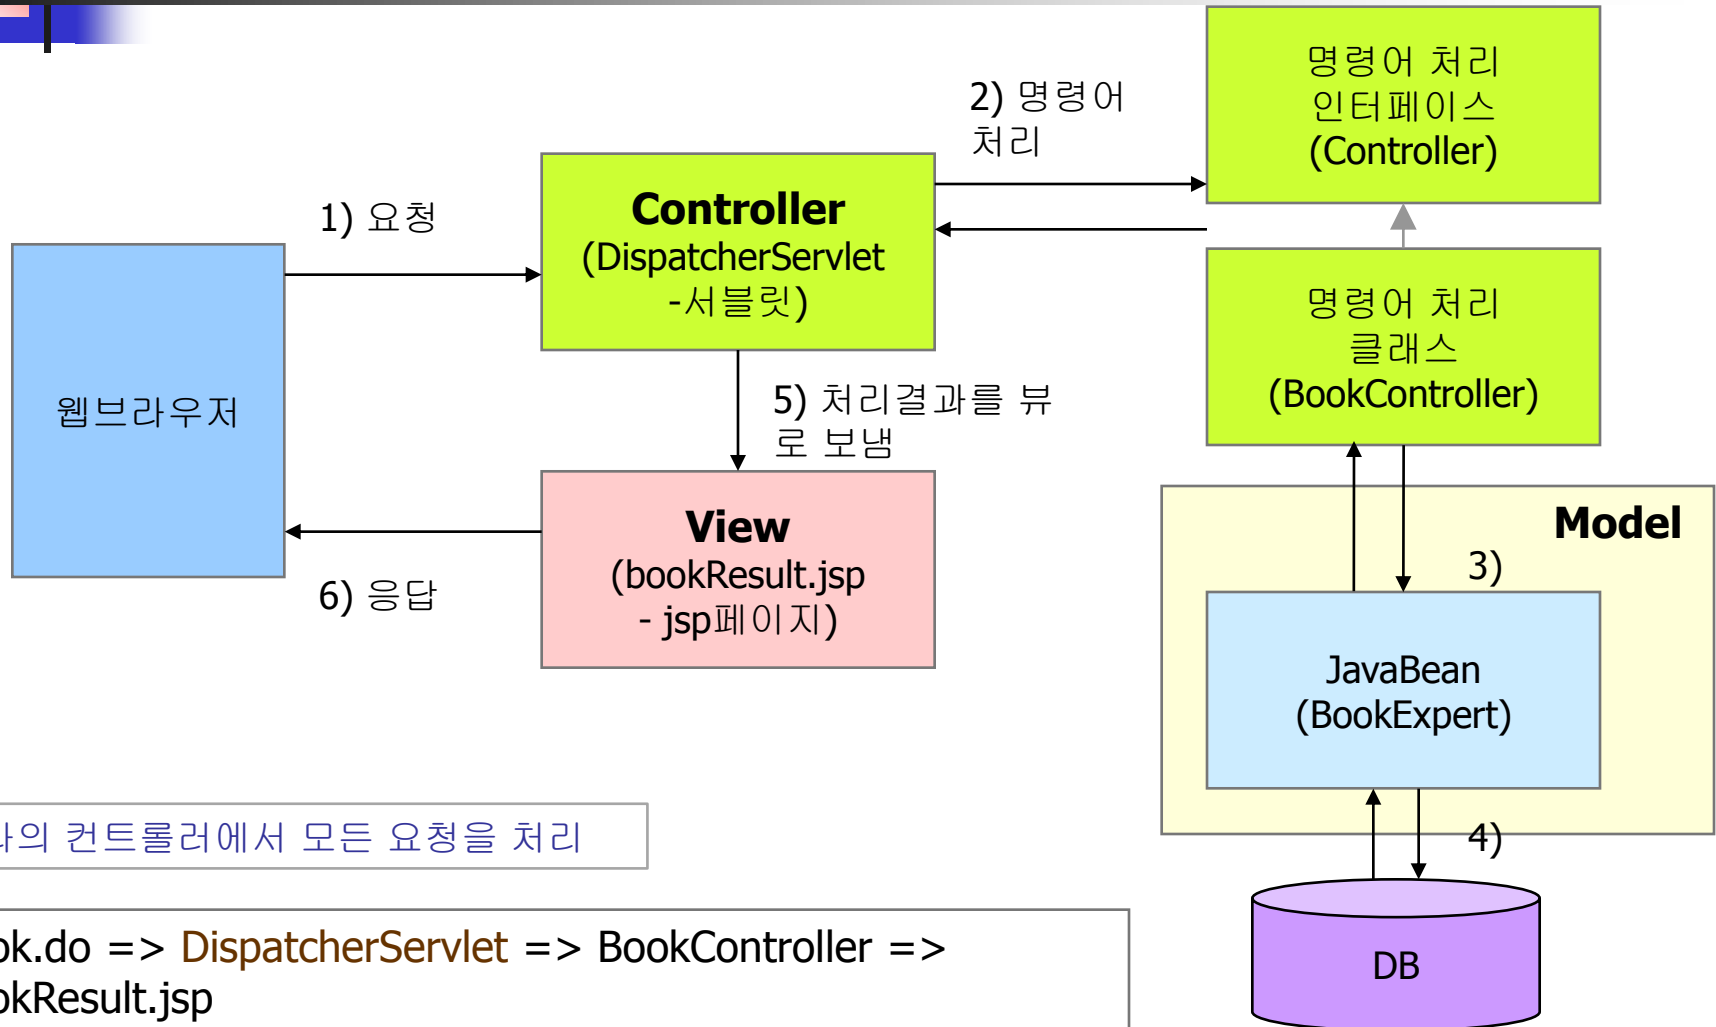 명령어 처리
인터페이스
(Controller)
2) 명령어
처리
Controller
(DispatcherServlet
-서블릿)
1) 요청
명령어 처리
클래스
(BookController)
웹브라우저
5) 처리결과를 뷰
로 보냄
View
(bookResult.jsp
- jsp페이지)
6) 응답
Model
3)
JavaBean
(BookExpert)
4)
컨트롤러에서 모든 요청을 처리
DB
=> DispatcherServlet => BookController =>